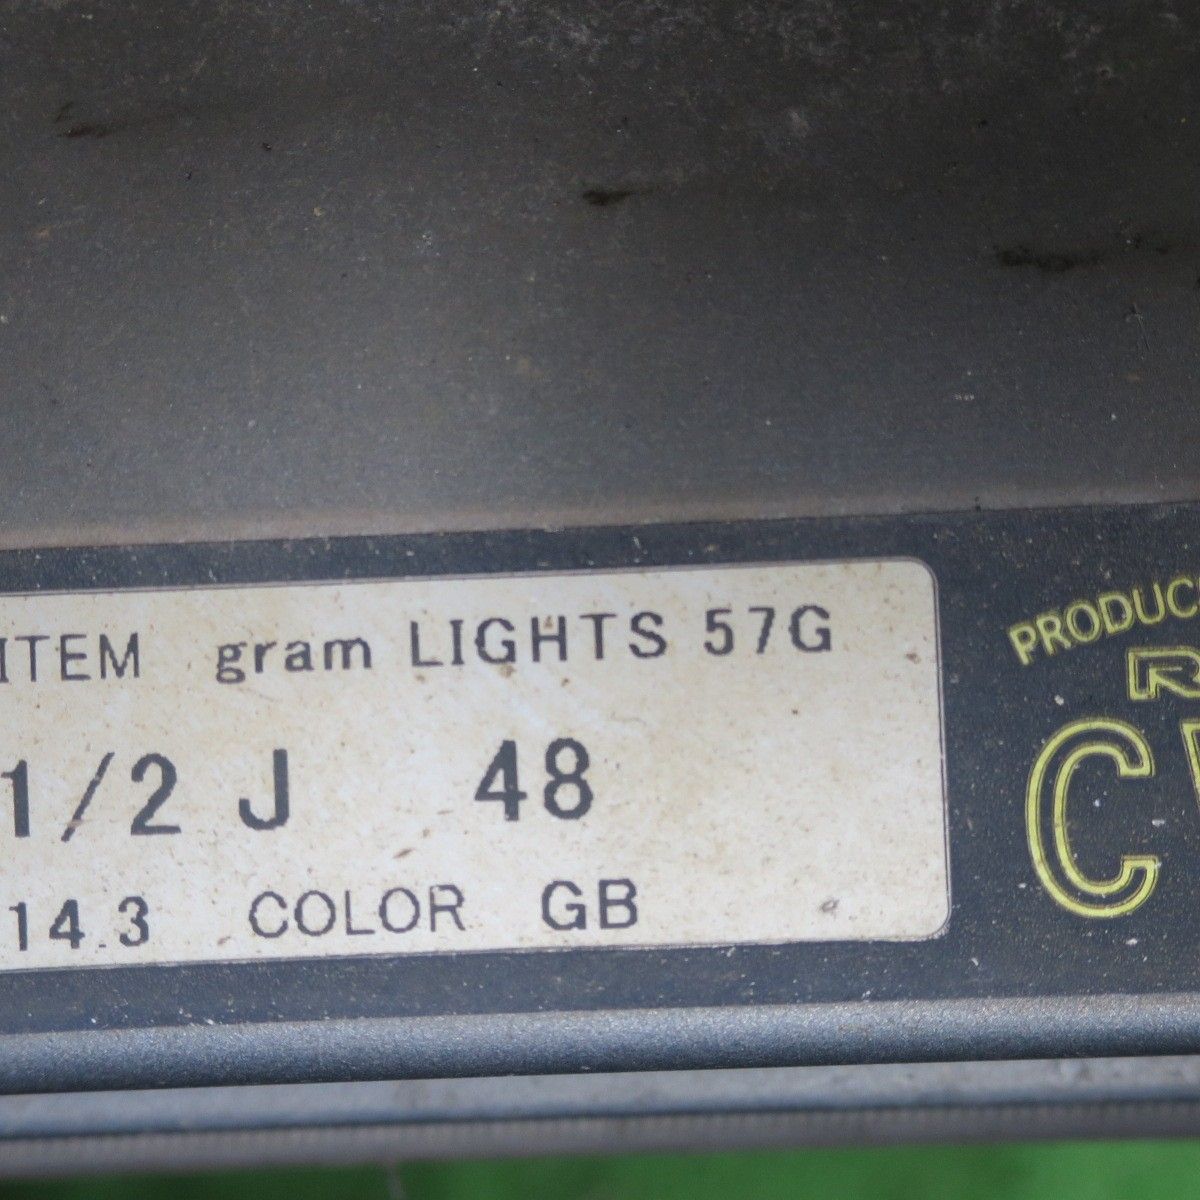 ITEM gram LIGHTS 57G
1/2 J 48
14.3 COLOR GB
PRODUC
R
C